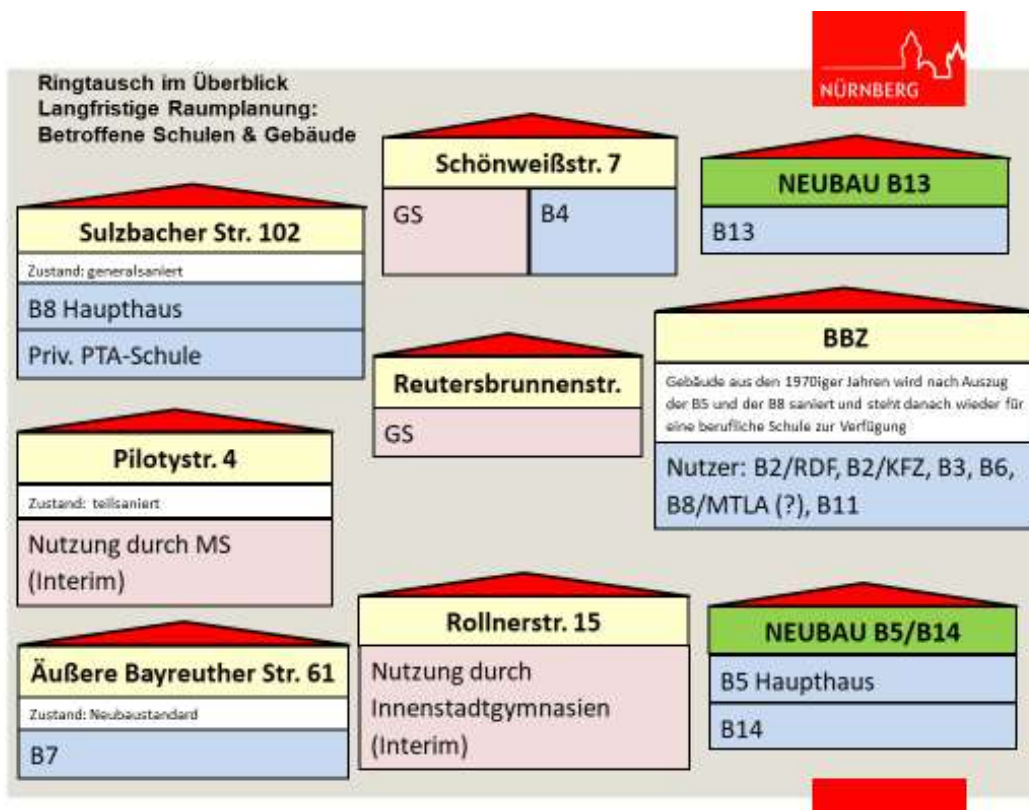 Ringtausch im Überblick
Langfristige Raumplanung:
Betroffene Schulen & Gebäude
NÜRNBERG
Schönweißstr. 7
GS
B4
NEUBAU B13
B13
Sulzbacher Str. 102
Zustand: generalsaniert
B8 Haupthaus
Priv. PTA-Schule
Reutersbrunnenstr.
GS
BBZ
Gebäude aus den 1970iger Jahren wird nach Auszug
der B5 und der B8 saniert und steht danach wieder für
eine berufliche Schule zur Verfügung
Nutzer: B2/RDF, B2/KFZ, B3, B6,
B8/MTLA (?), B11
Pilotystr. 4
Zustand: teilsaniert
Nutzung durch MS
(Interim)
Rollnerstr. 15
Nutzung durch
Innenstadtgymnasien
(Interim)
NEUBAU B5/B14
B5 Haupthaus
B14
Äußere Bayreuther Str. 61
Zustand: Neubaustandard
B7